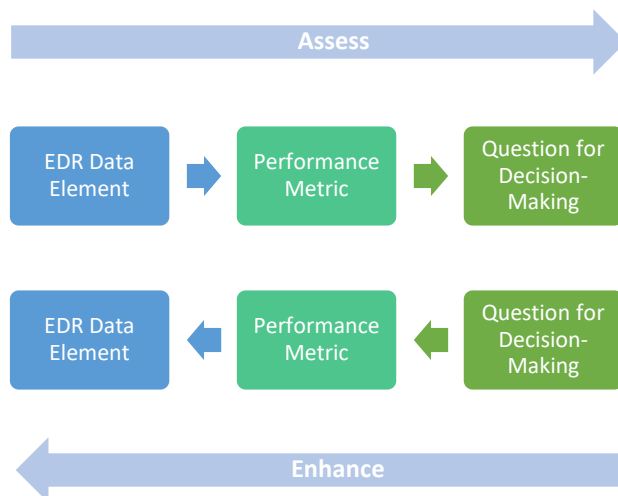 Assess
EDR Data
Element
Performance
Metric
Question for
Decision-
Making
EDR Data
Element
Performance
Metric
Question for
Decision-
Making
Enhance